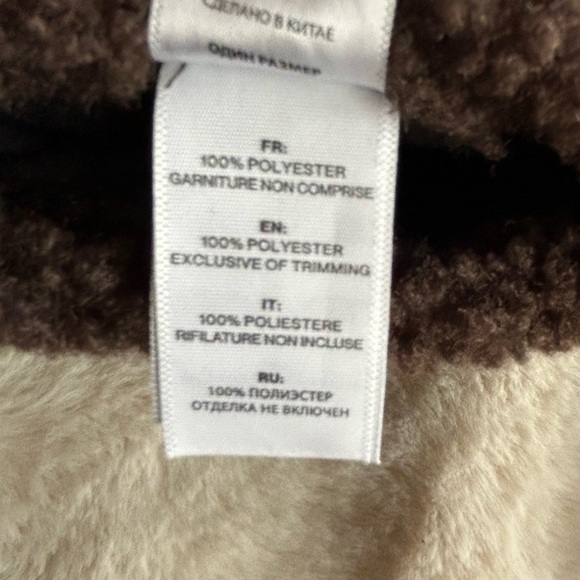 СДЕЛАНО В КИТАЕ
ОДИН РАЗМЕР
FR:
100% POLYESTER
GARNITURE NON COMPRISE
EN:
100% POLYESTER
EXCLUSIVE OF TRIMMING
IT:
100% POLIESTERE
RIFILATURE NON INCLUSE
RU:
100% ПОЛИЭСТЕР
ОТДЕЛКА НЕ ВКЛЮЧЕН